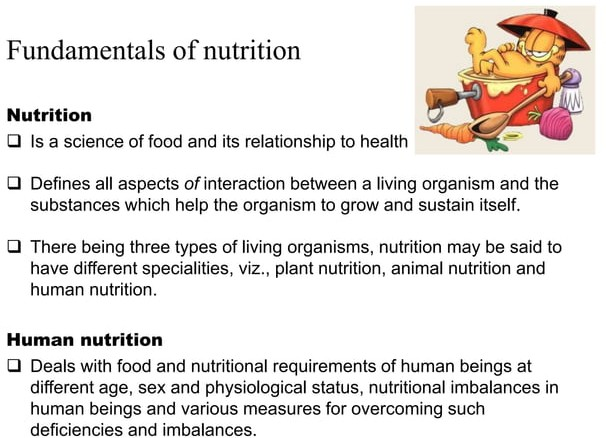 Fundamentals of nutrition
Nutrition
❑ Is a science of food and its relationship to health
❑ Defines all aspects of interaction between a living organism and the
substances which help the organism to grow and sustain itself.
❑ There being three types of living organisms, nutrition may be said to
have different specialities, viz., plant nutrition, animal nutrition and
human nutrition.
Human nutrition
❑ Deals with food and nutritional requirements of human beings at
different age, sex and physiological status, nutritional imbalances in
human beings and various measures for overcoming such
deficiencies and imbalances.